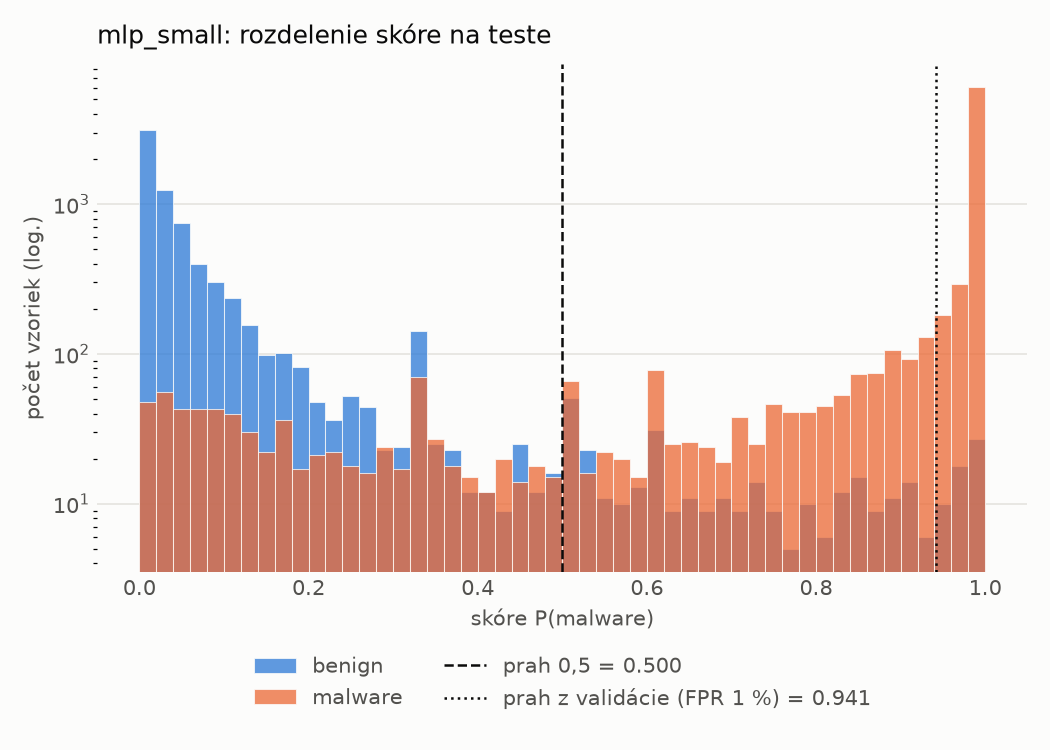 mlp_small: rozdelenie skóre na teste
počet vzoriek (log.)
10³
10²
10¹
0.0 0.2 0.4 0.6 0.8 1.0
skóre P(malware)
benign
malware
prah 0,5 = 0.500
prah z validácie (FPR 1 %) = 0.941